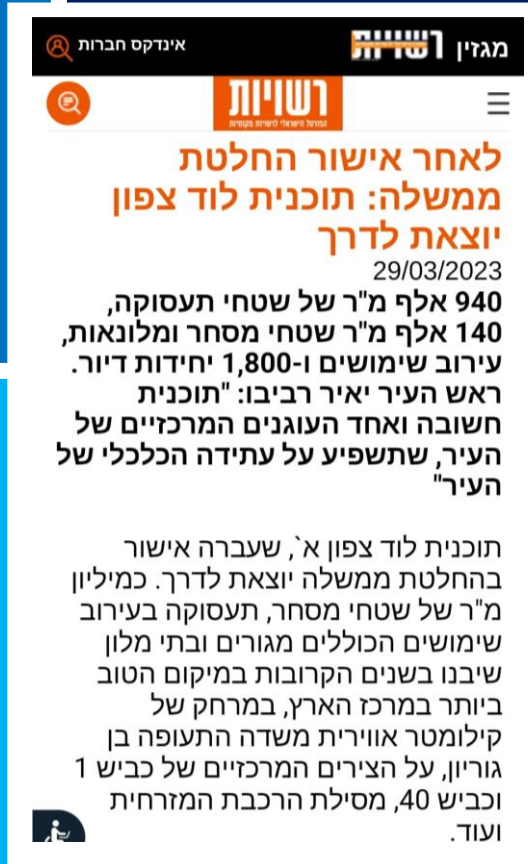 מגזין רשויות
אינדקס חברות
רשויות
הפורטל הישראלי לרשויות מקומיות
לאחר אישור החלטת
ממשלה: תוכנית לוד צפון
יוצאת לדרך
29/03/2023
940 אלף מ"ר של שטחי תעסוקה,
140 אלף מ"ר שטחי מסחר ומלונאות,
עירוב שימושים ו-1,800 יחידות דיור.
ראש העיר יאיר רביבו: "תוכנית
חשובה ואחד העוגנים המרכזיים של
העיר, שתשפיע על עתידה הכלכלי של
העיר"
תוכנית לוד צפון א`, שעברה אישור
בהחלטת ממשלה יוצאת לדרך. כמיליון
מ"ר של שטחי מסחר, תעסוקה בעירוב
שימושים הכוללים מגורים ובתי מלון
שיבנו בשנים הקרובות במיקום הטוב
ביותר במרכז הארץ, במרחק של
קילומטר אווירית משדה התעופה בן
גוריון, על הצירים המרכזיים של כביש 1
וכביש 40, מסילת הרכבת המזרחית
ועוד.